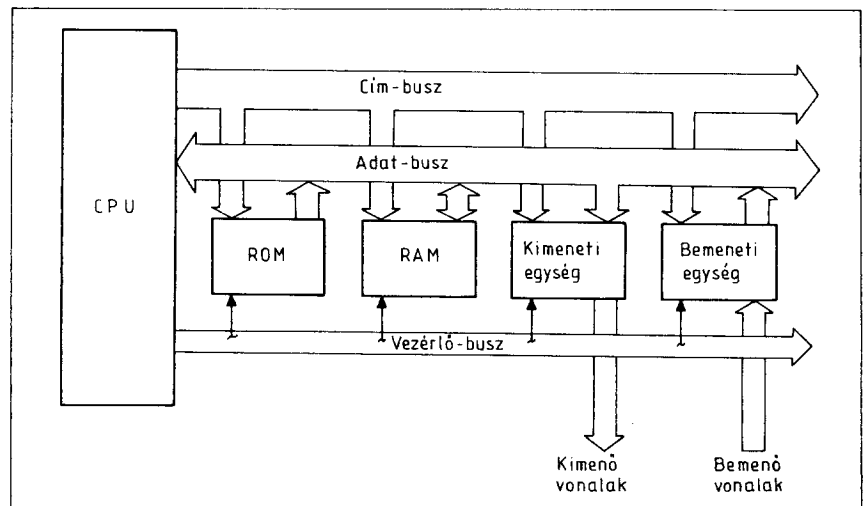 Cím-busz
Adat-busz
CPU
ROM
RAM
Kimeneti
egység
Bemeneti
egység
Vezérlő-busz
Kimenő
vonalak
Bemenő
vonalak